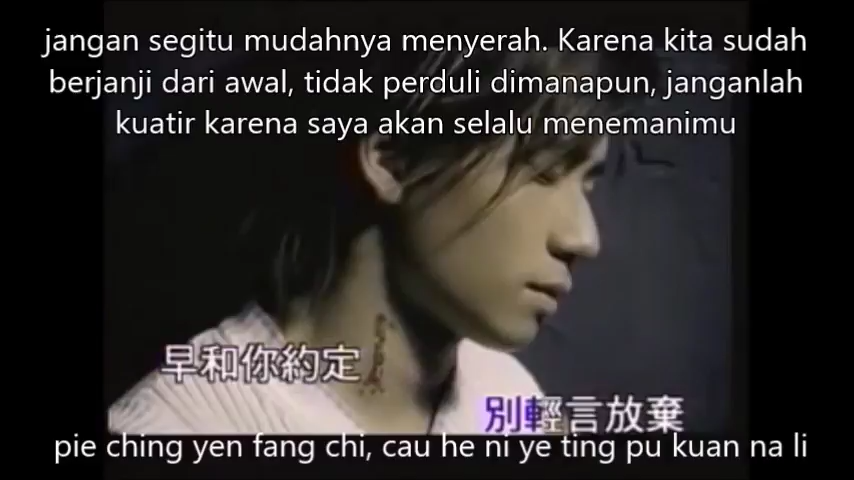 jangan segitu mudahnya menyerah. Karena kita sudah
berjanji dari awal, tidak perduli dimanapun, janganlah
kuatir karena saya akan selalu menemanimu
早和你約定
別輕言放棄
pie ching yen fang chi, cau he ni ye ting pu kuan na li